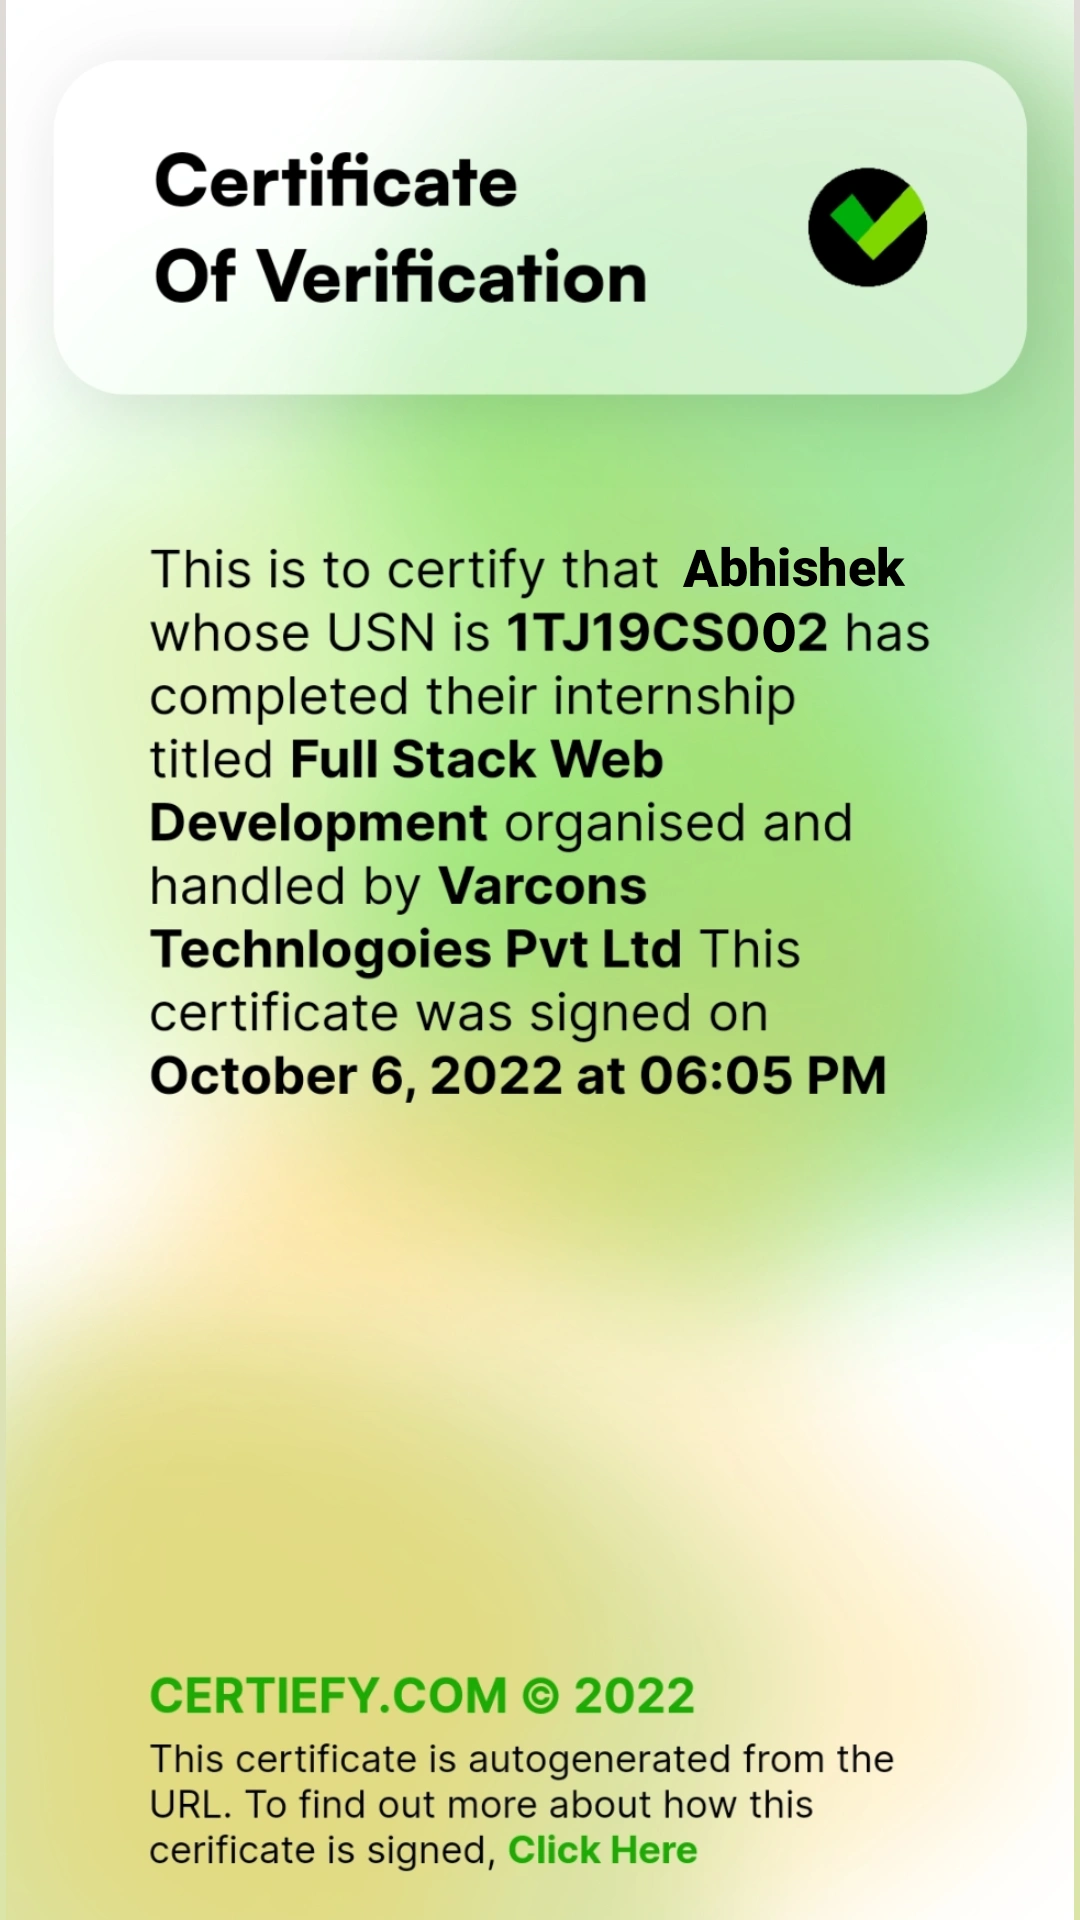 Certificate
Of Verification
This is to certify that Abhishek
whose USN is 1TJ19CS002 has
completed their internship
titled Full Stack Web
Development organised and
handled by Varcons
Technlogoies Pvt Ltd This
certificate was signed on
October 6, 2022 at 06:05 PM
CERTIEFY.COM © 2022
This certificate is autogenerated from the
URL. To find out more about how this
cerificate is signed, Click Here